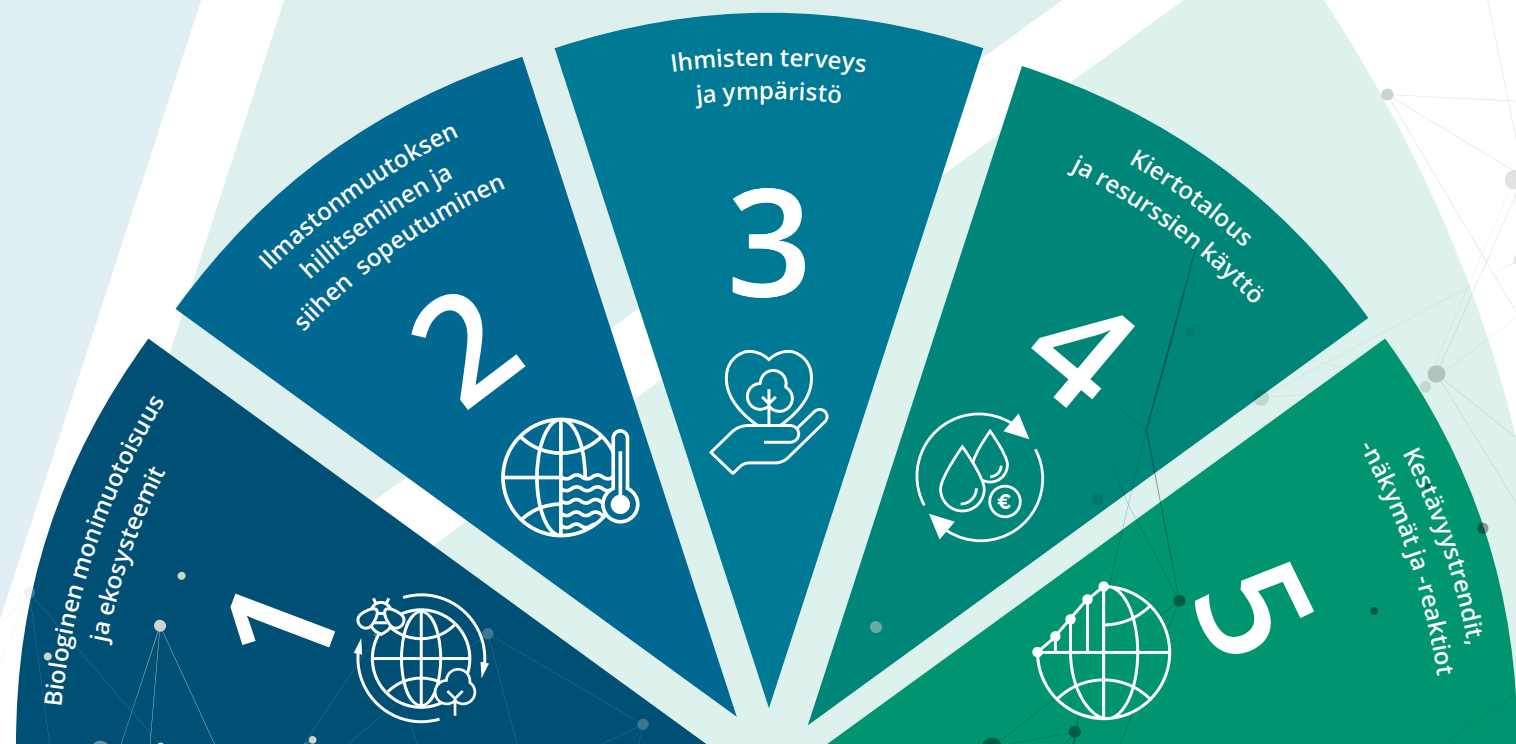 Biologinen monimuotoisuus
ja ekosysteemit
1
Ilmastonmuutoksen
hillitseminen ja
siihen sopeutuminen
2
Ihmisten terveys
ja ympäristö
3
Kiertotalous
ja resurssien käyttö
4
€
Kestävyystrendit,
-näkymät ja -reaktiot
5